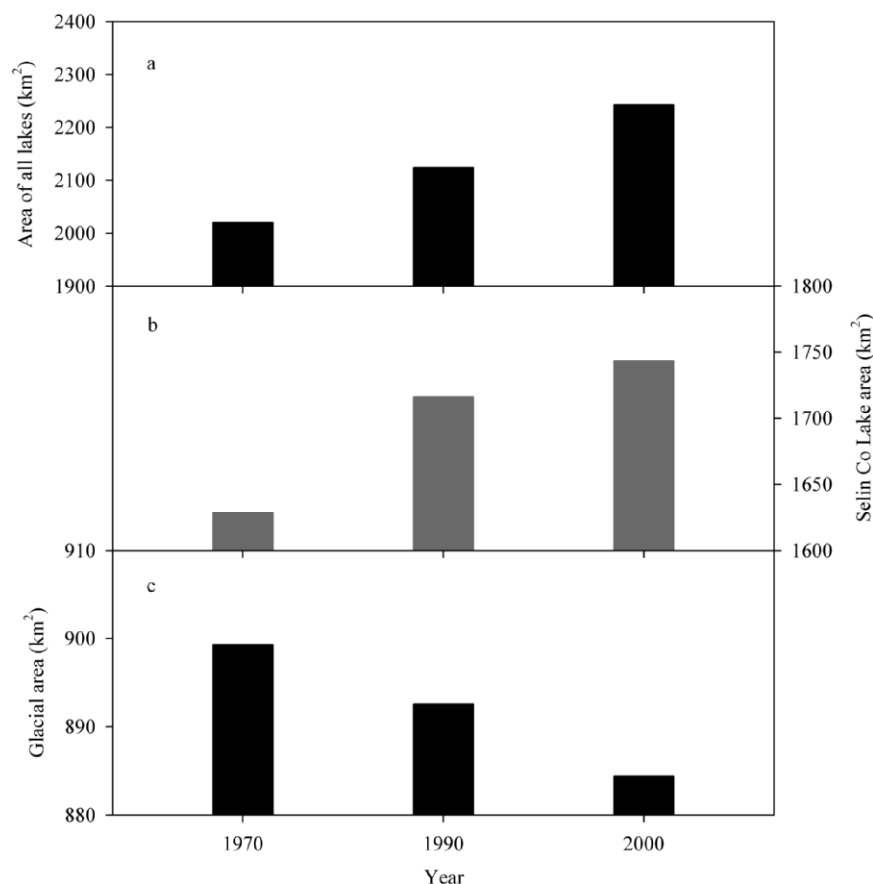 a
Area of all lakes (km²)
2400
2300
2200
2100
2000
1900
b
Selin Co Lake area (km²)
1800
1750
1700
1650
1600
c
Glacial area (km²)
910
900
890
880
1970 1990 2000
Year